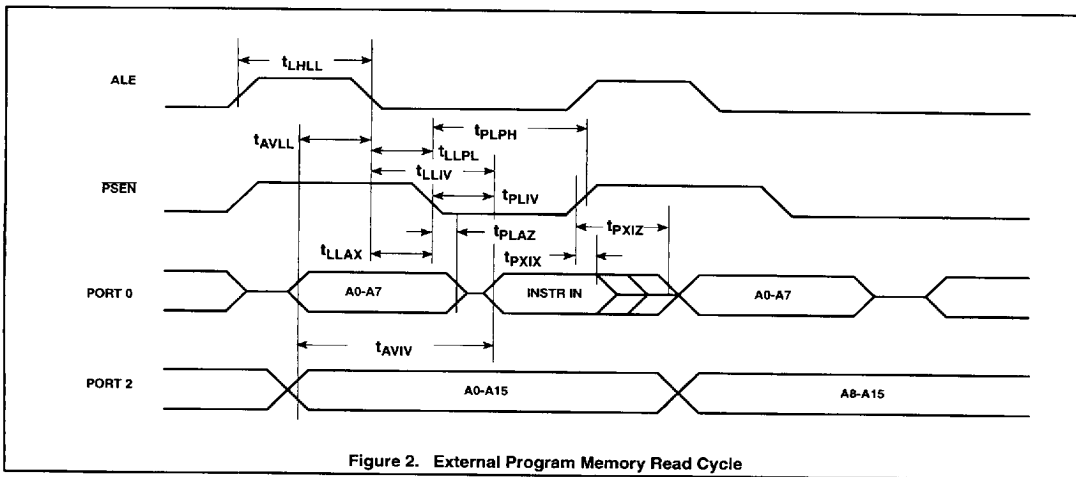 ALE
tLHLL
tPLPH
tAVLL
tLLPL
tLLIV
PSEN
tPLIV
tPLAZ
tPXIZ
tLLAX
tPXIX
PORT 0
A0-A7
INSTR IN
A0-A7
tAVIV
PORT 2
A0-A15
A8-A15
Figure 2. External Program Memory Read Cycle